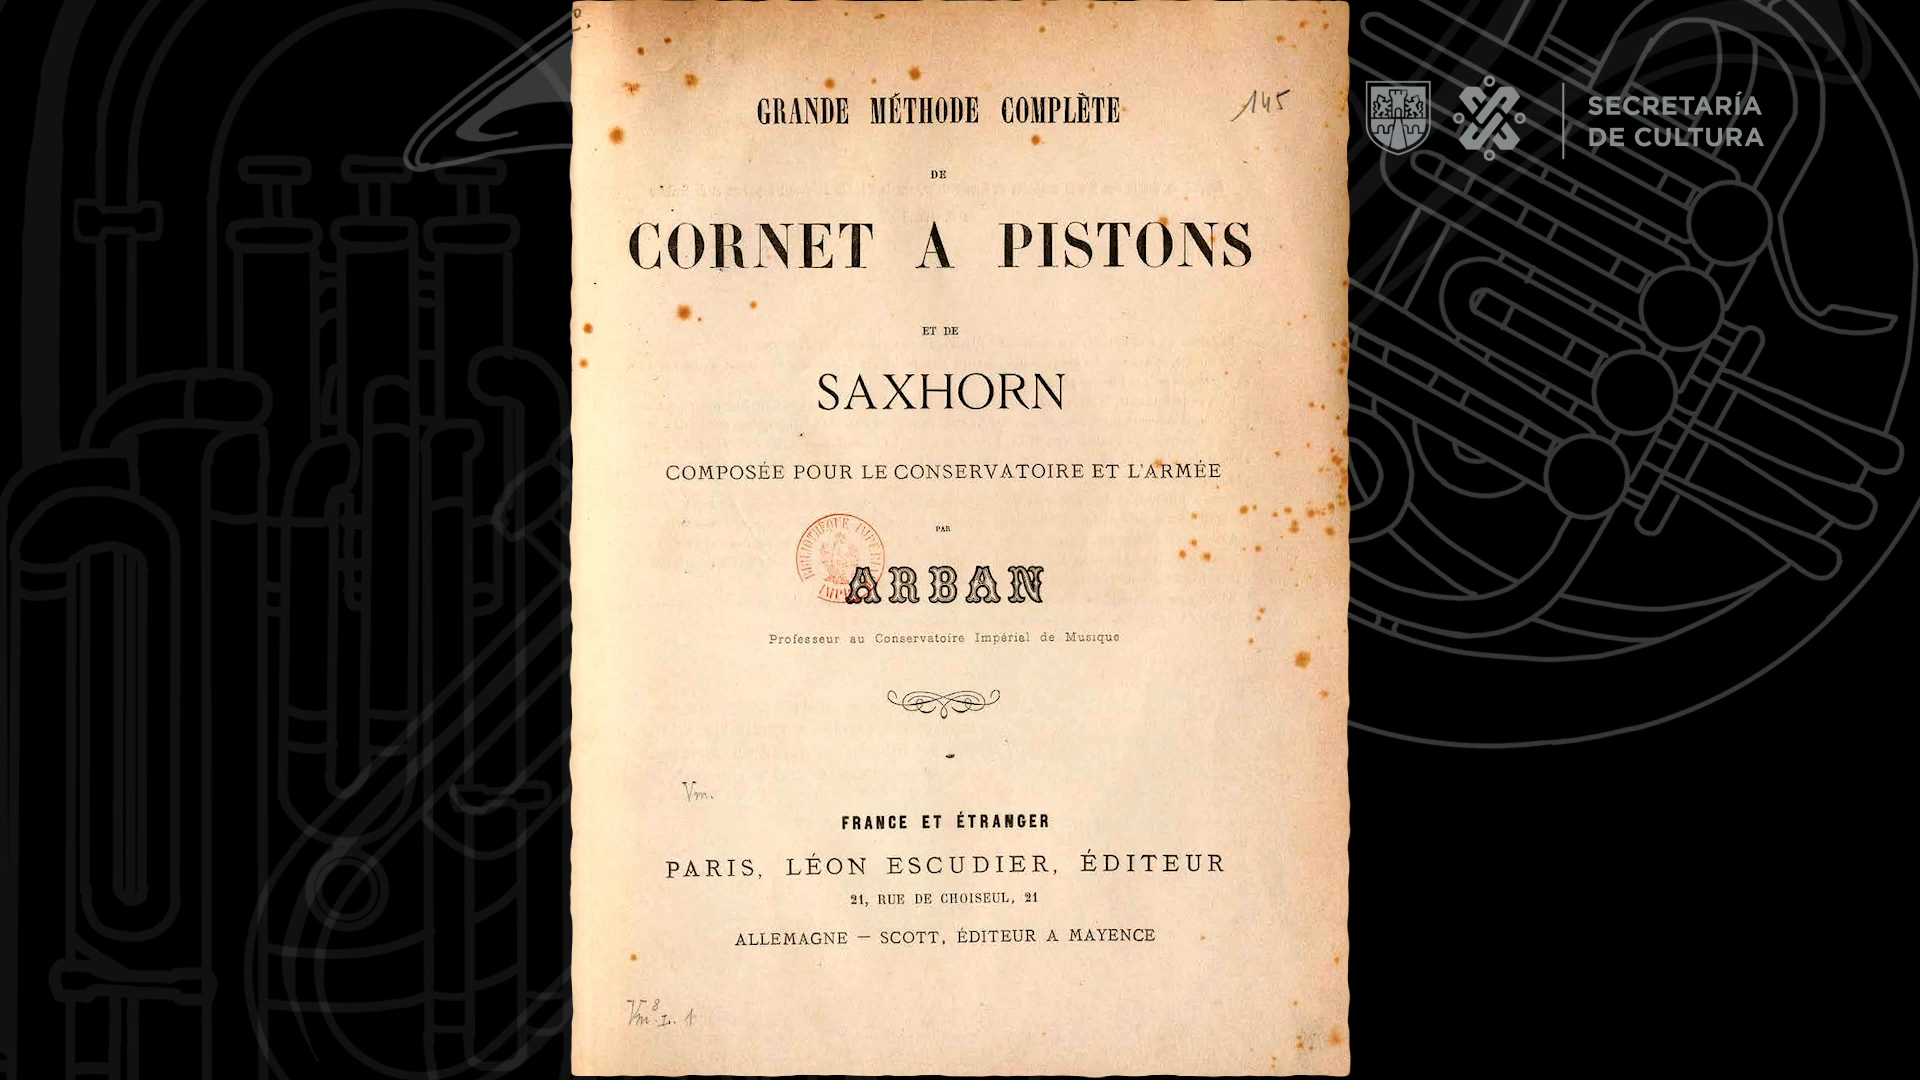 GRANDE MÉTHODE COMPLÈTE
145
DE
CORNET A PISTONS
ET DE
SAXHORN
COMPOSÉE POUR LE CONSERVATOIRE ET L'ARMÉE
PAR
BIBLIOTHÈQUE IMPÉRIALE
ARBAN
Professeur au Conservatoire Impérial de Musique
Vm.
FRANCE ET ÉTRANGER
PARIS, LÉON ESCUDIER, ÉDITEUR
21, RUE DE CHOISEUL, 21
ALLEMAGNE — SCOTT, ÉDITEUR A MAYENCE
SECRETARÍA
DE CULTURA